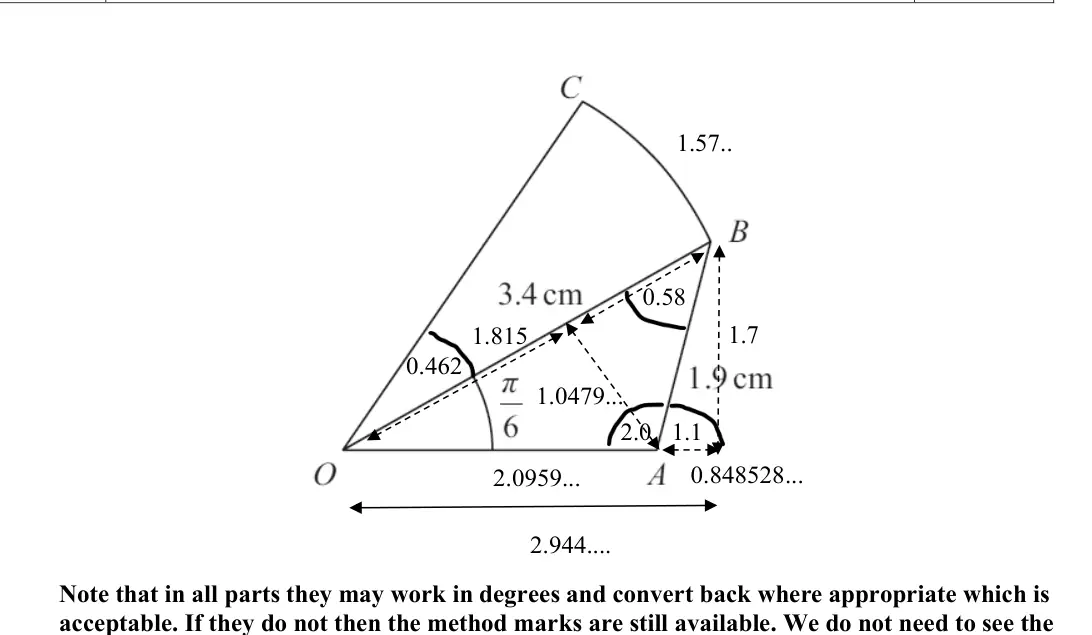 C
1.57..
B
3.4 cm
0.58
1.815
1.7
0.462
π
6
1.0479...
1.9 cm
2.0
1.1
O
2.0959...
A
0.848528...
2.944....
Note that in all parts they may work in degrees and convert back where appropriate which is
acceptable. If they do not then the method marks are still available. We do not need to see the